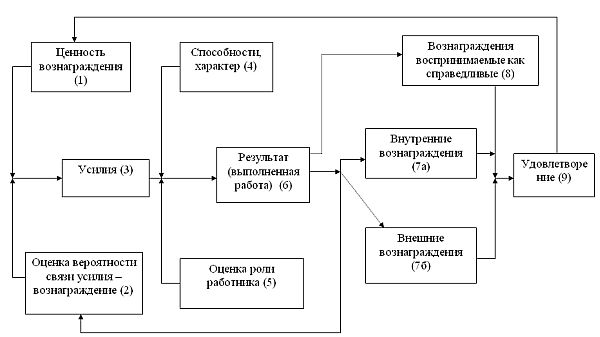 Ценность
вознаграждения
(1)
Способности,
характер (4)
Вознаграждения
воспринимаемые как
справедливые (8)
Усилия (3)
Результат
(выполненная
работа) (6)
Внутренние
вознаграждения
(7а)
Удовлетворе
ние (9)
Оценка вероятности
связи усилия –
вознаграждение (2)
Оценка роли
работника (5)
Внешние
вознаграждения
(7б)